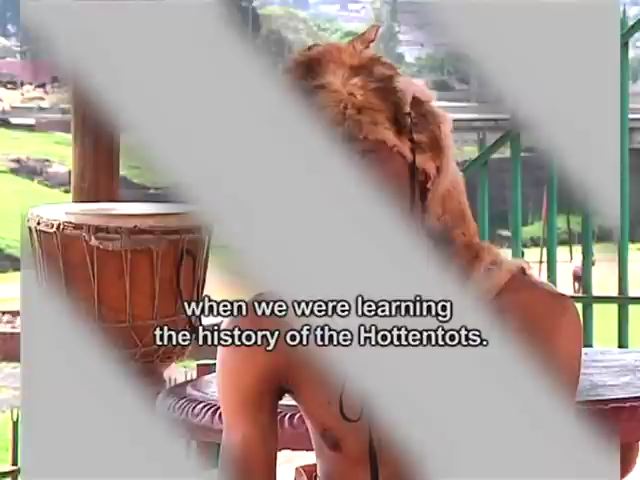 when we were learning
the history of the Hottentots.